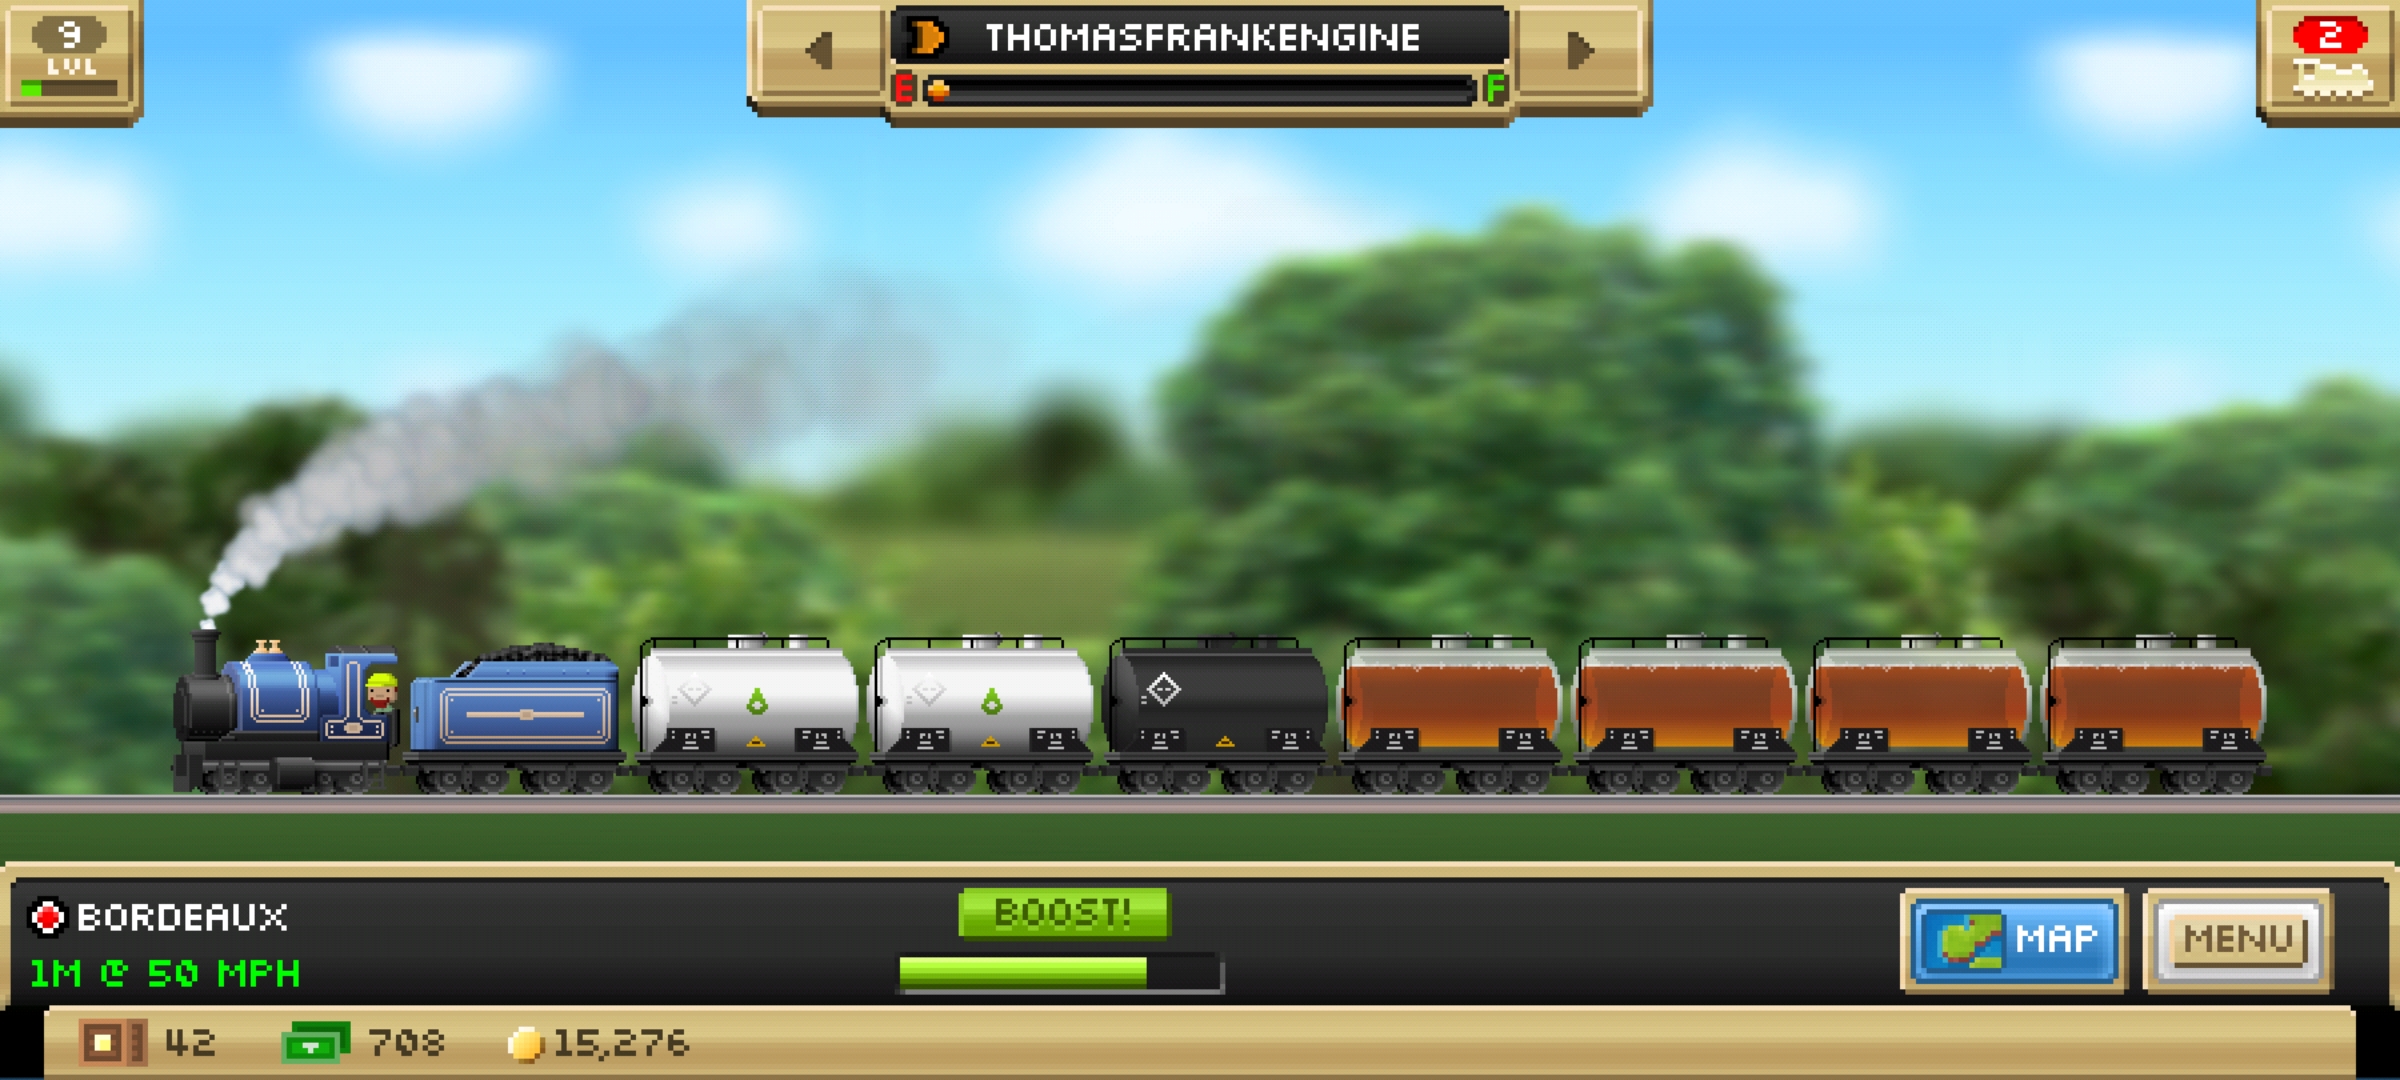 9
LVL
THOMASFRANKENGINE
E F
2
BORDEAUX
1M @ 50 MPH
BOOST!
MAP
MENU
42
708
15,276